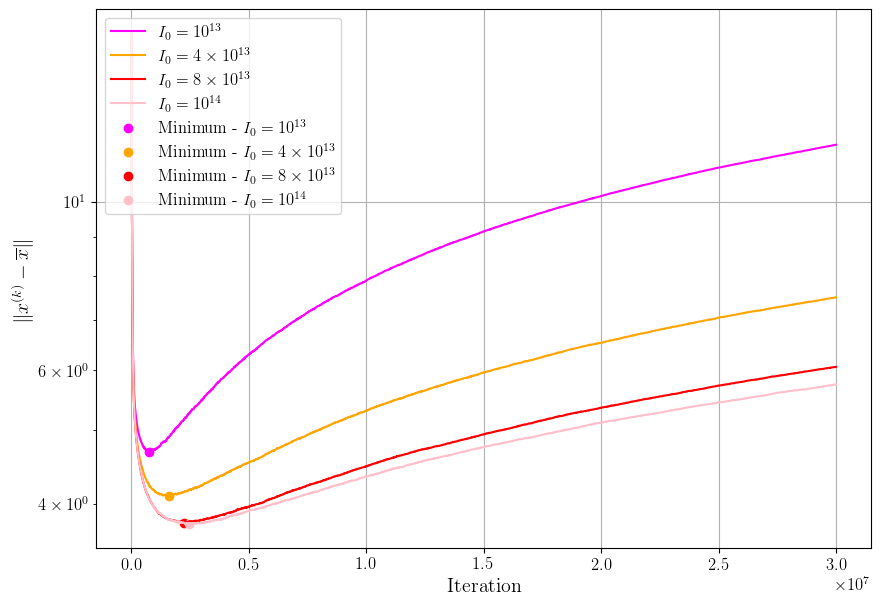 I₀ = 10¹³
I₀ = 4 × 10¹³
I₀ = 8 × 10¹³
I₀ = 10¹⁴
Minimum - I₀ = 10¹³
Minimum - I₀ = 4 × 10¹³
Minimum - I₀ = 8 × 10¹³
Minimum - I₀ = 10¹⁴
10¹
6 × 10⁰
4 × 10⁰
‖x⁽ᵏ⁾ − x̅‖
0.0 0.5 1.0 1.5 2.0 2.5 3.0
×10⁷
Iteration